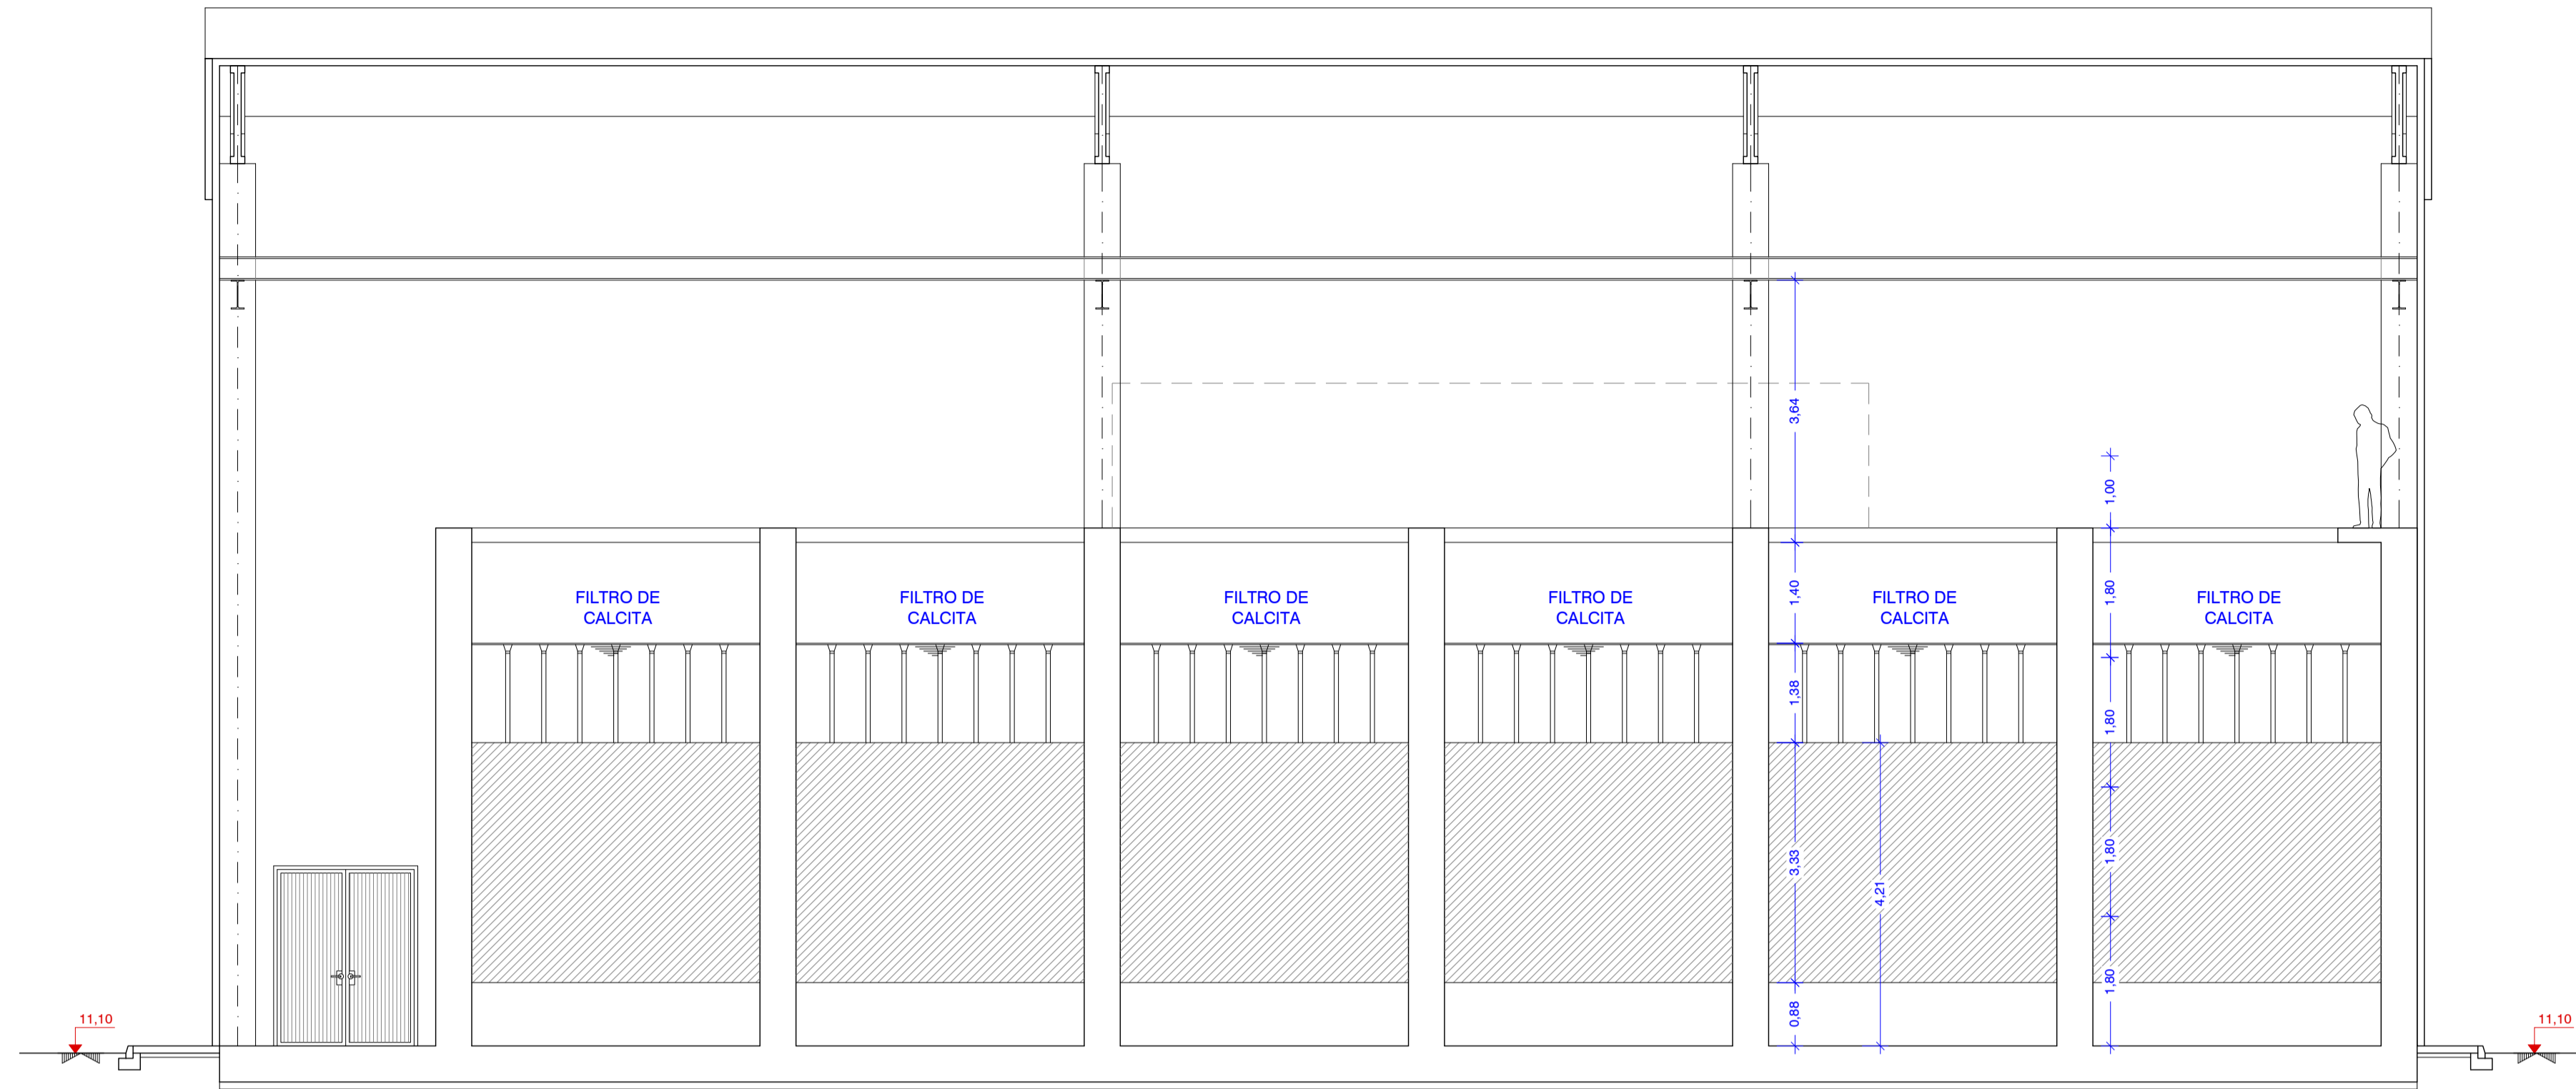 3,64
1,00
FILTRO DE
CALCITA
FILTRO DE
CALCITA
FILTRO DE
CALCITA
FILTRO DE
CALCITA
1,40
FILTRO DE
CALCITA
1,80
FILTRO DE
CALCITA
1,38
1,80
3,33
4,21
1,80
0,88
1,80
11,10
11,10